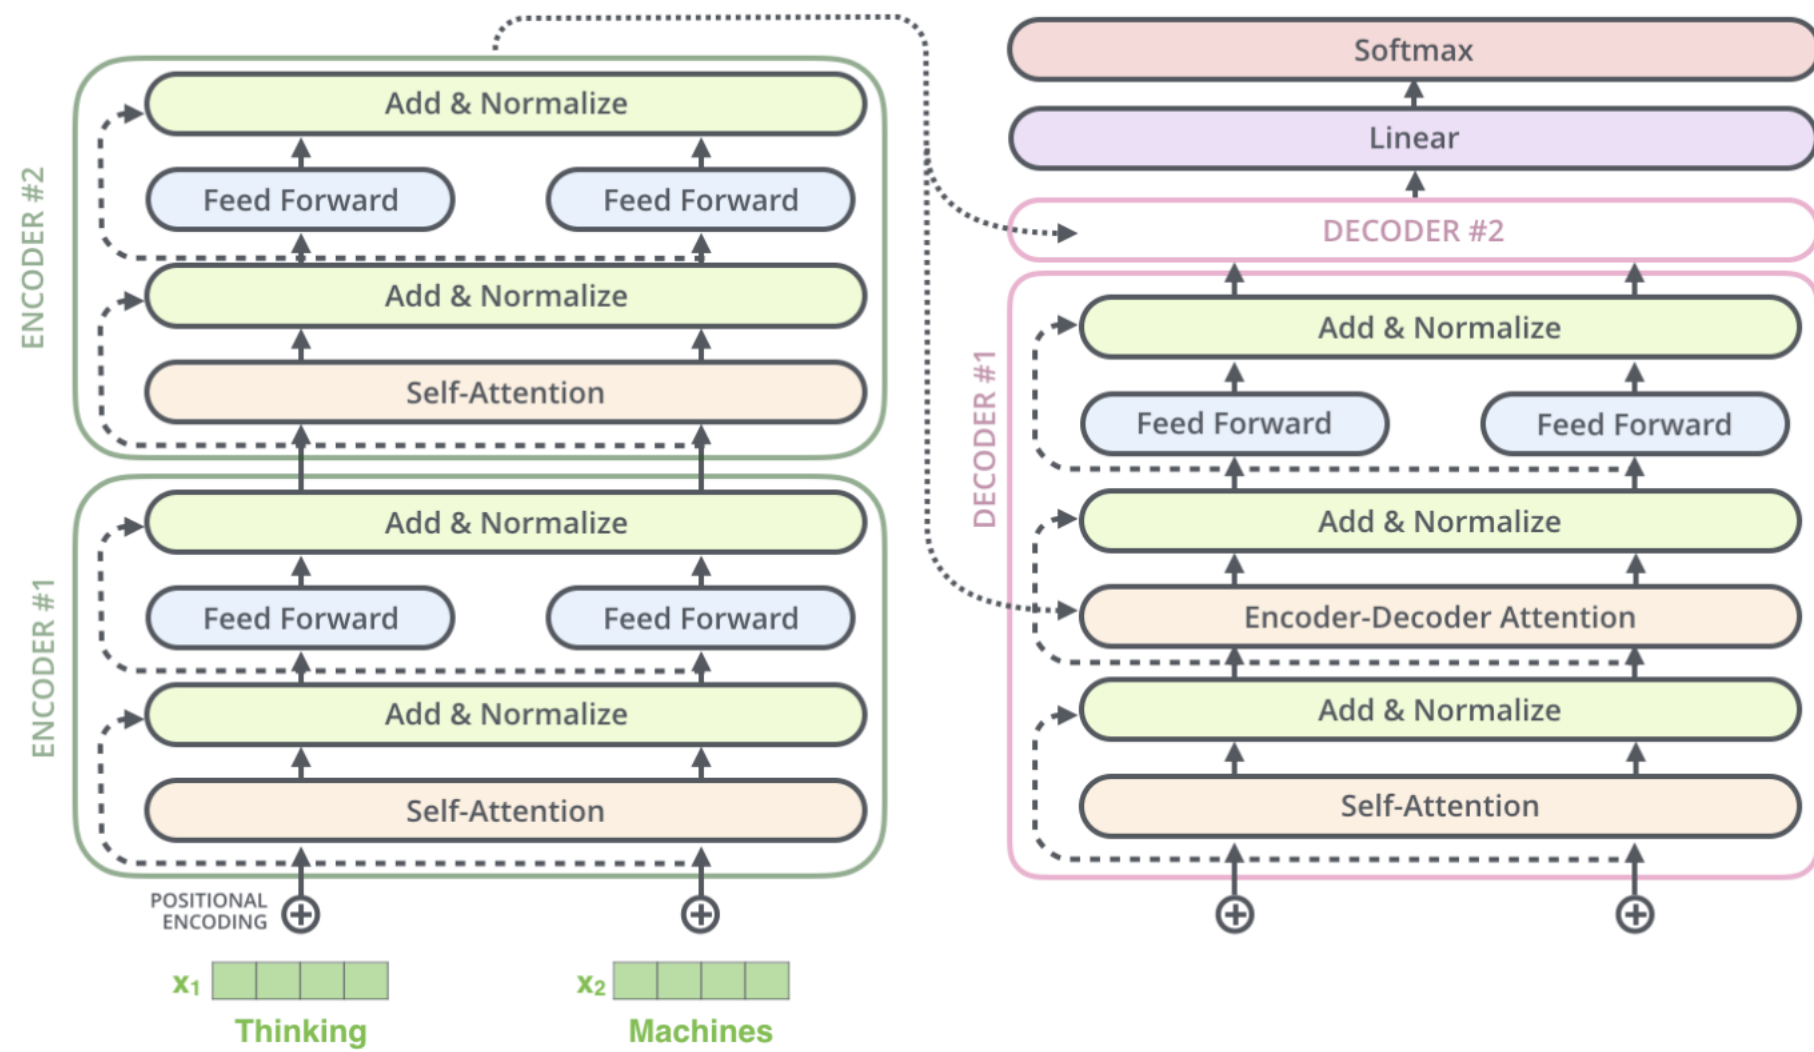 ENCODER #2
Add & Normalize
Feed Forward
Feed Forward
Add & Normalize
Self-Attention
ENCODER #1
Add & Normalize
Feed Forward
Feed Forward
Add & Normalize
Self-Attention
POSITIONAL
ENCODING
x1
x2
Thinking
Machines
Softmax
Linear
DECODER #2
DECODER #1
Add & Normalize
Feed Forward
Feed Forward
Add & Normalize
Encoder-Decoder Attention
Add & Normalize
Self-Attention